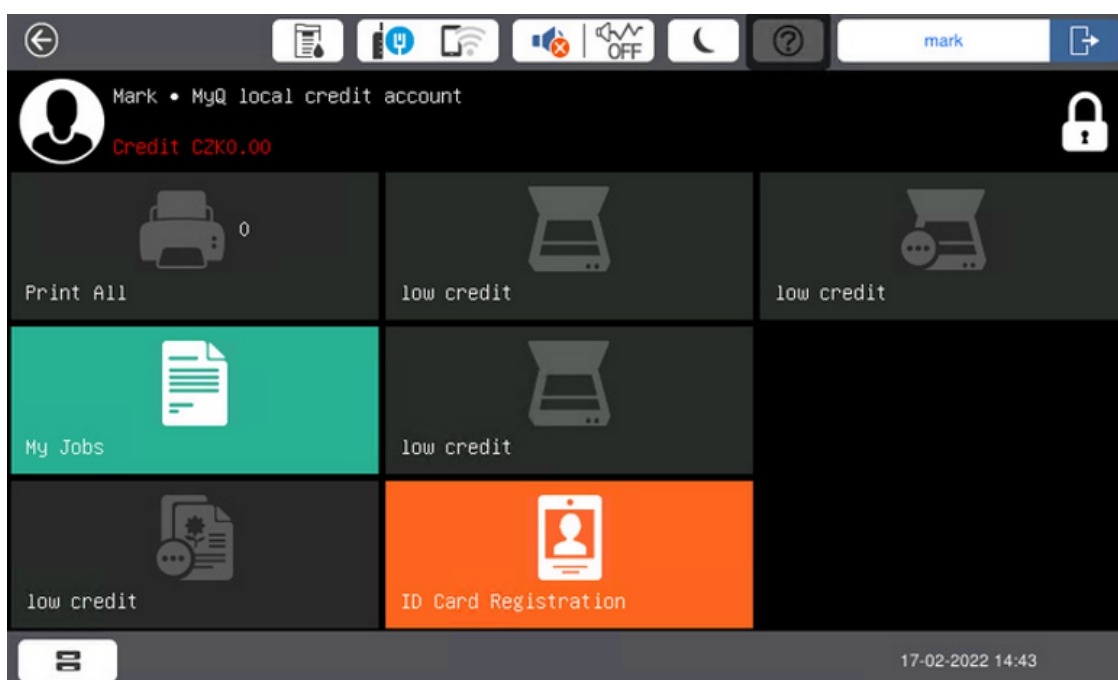 OFF
mark
Mark • MyQ local credit account
Credit CZK0.00
0
Print All
low credit
low credit
My Jobs
low credit
low credit
ID Card Registration
17-02-2022 14:43